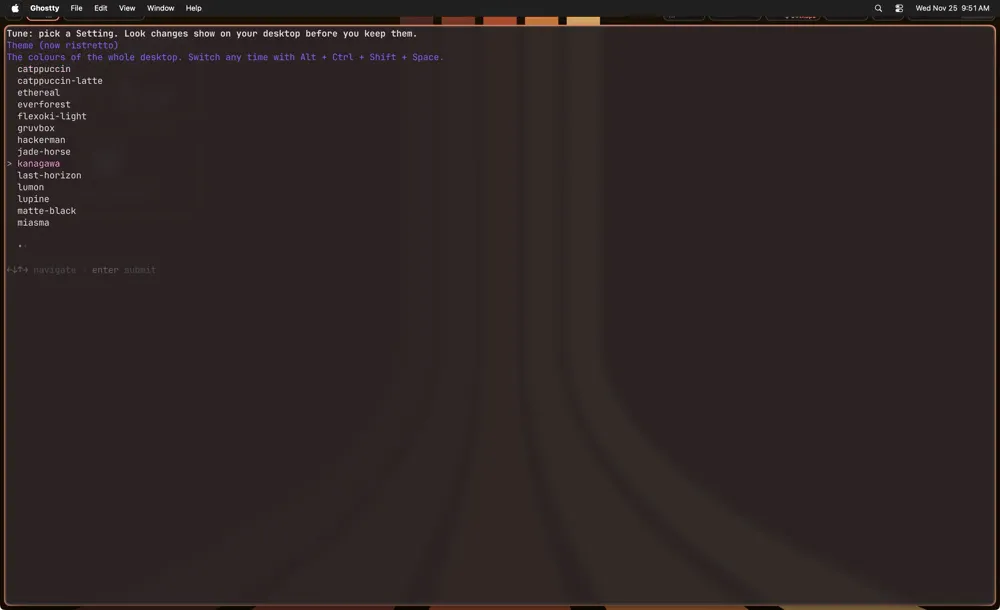 Ghostty File Edit View Window Help Wed Nov 25 9:51 AM
Tune: pick a Setting. Look changes show on your desktop before you keep them.
Theme (now ristretto)
The colours of the whole desktop. Switch any time with Alt + Ctrl + Shift + Space.
catppuccin
catppuccin-latte
ethereal
everforest
flexoki-light
gruvbox
hackerman
jade-horse
> kanagawa
last-horizon
lumon
lupine
matte-black
miasma
←↓↑→ navigate · enter submit